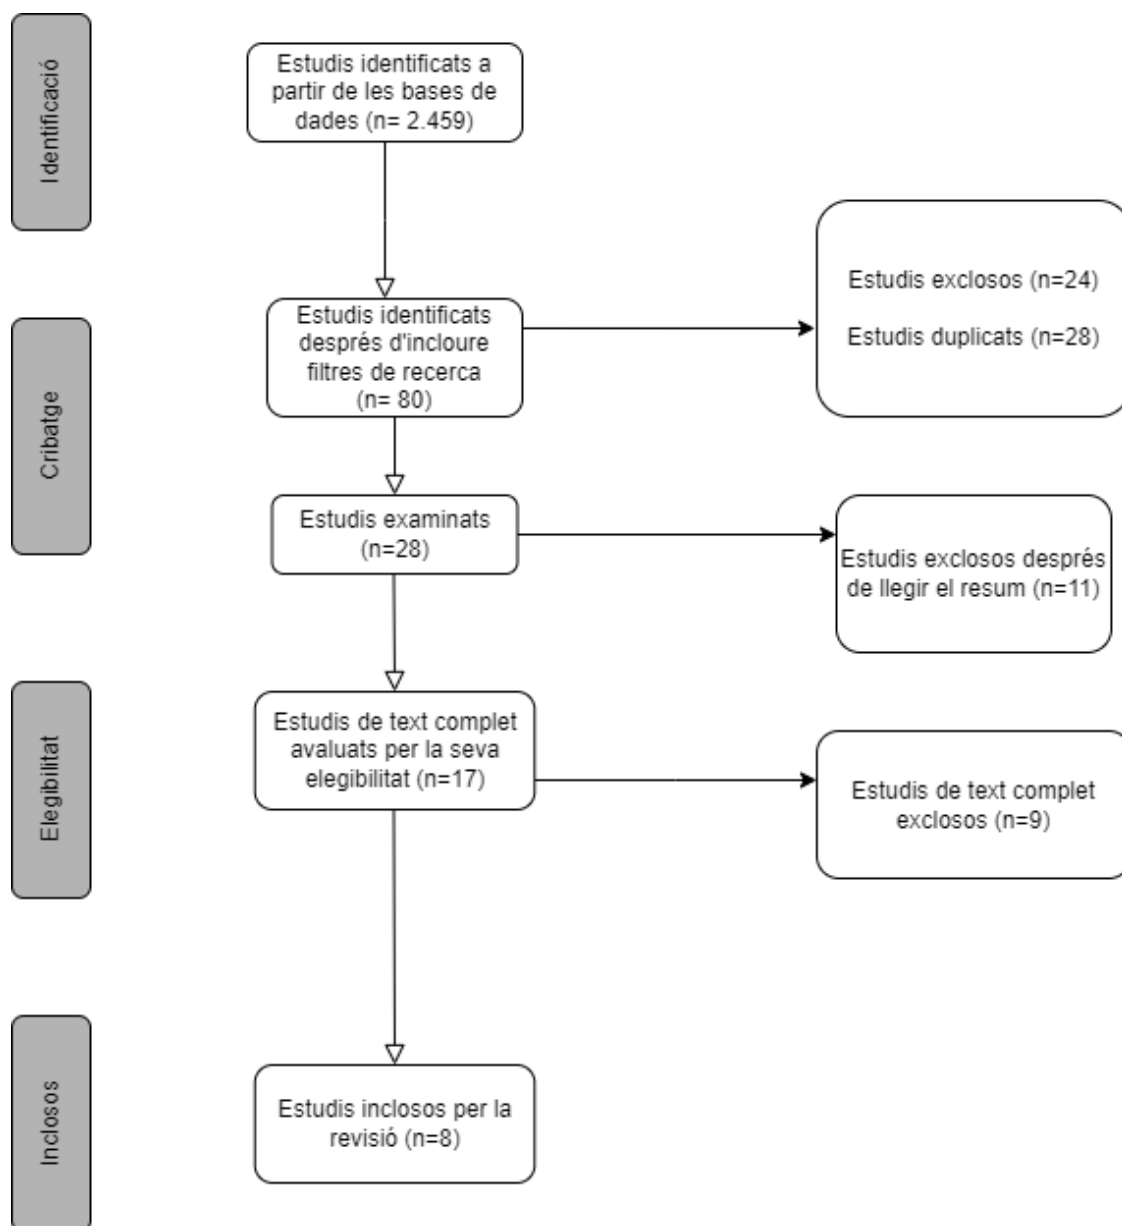 Identificació
Estudis identificats a
partir de les bases de
dades (n= 2.459)
Estudis identificats
després d'incloure
filtres de recerca
(n= 80)
Estudis exclosos (n=24)
Estudis duplicats (n=28)
Cribatge
Estudis examinats
(n=28)
Estudis exclosos després
de llegir el resum (n=11)
Elegibilitat
Estudis de text complet
avaluats per la seva
elegibilitat (n=17)
Estudis de text complet
exclosos (n=9)
Inclosos
Estudis inclosos per la
revisió (n=8)